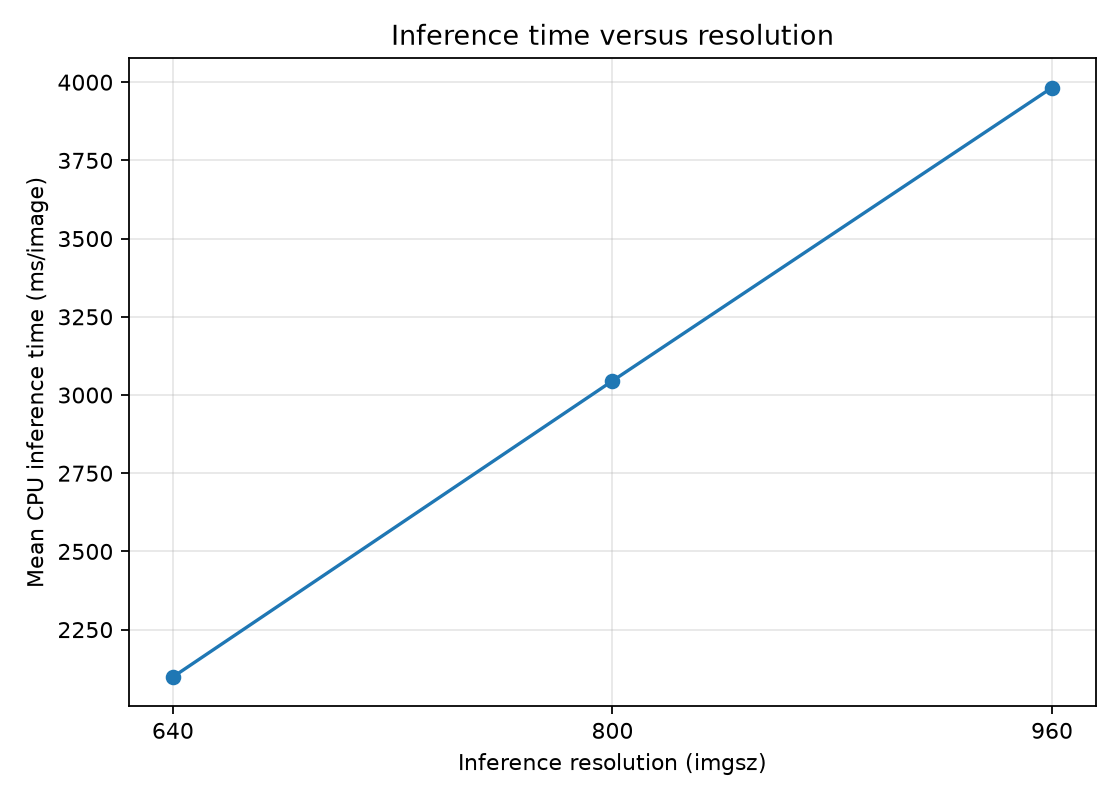 Inference time versus resolution
4000
3750
3500
3250
3000
2750
2500
2250
Mean CPU inference time (ms/image)
640 800 960
Inference resolution (imgsz)